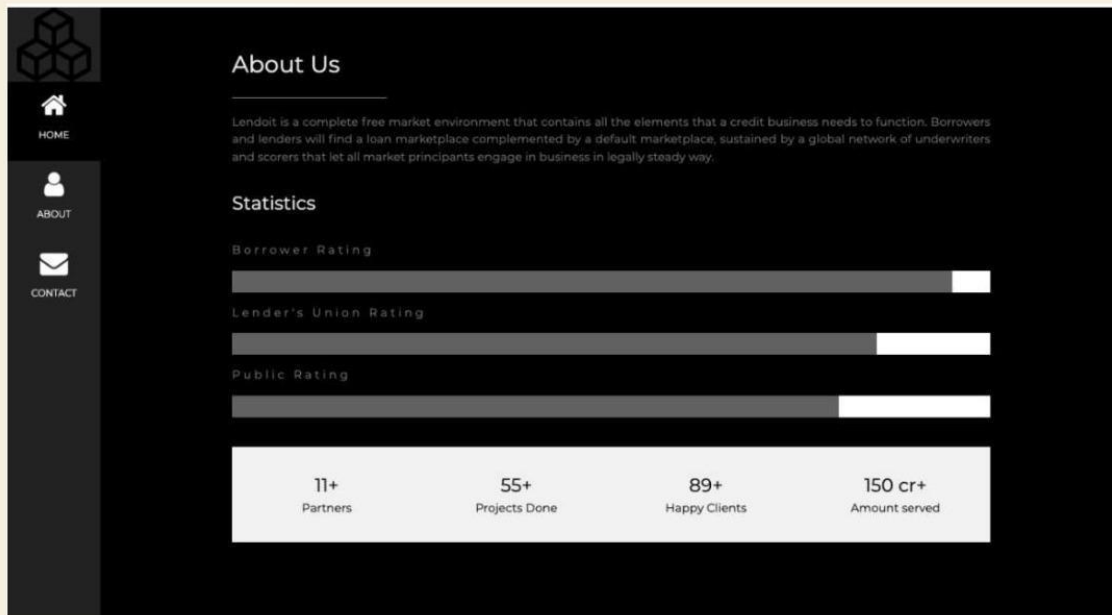 HOME
ABOUT
CONTACT
About Us
Lendoit is a complete free market environment that contains all the elements that a credit business needs to function. Borrowers
and lenders will find a loan marketplace complemented by a default marketplace, sustained by a global network of underwriters
and scorers that let all market principants engage in business in legally steady way.
Statistics
Borrower Rating
Lender's Union Rating
Public Rating
11+
Partners
55+
Projects Done
89+
Happy Clients
150 cr+
Amount served